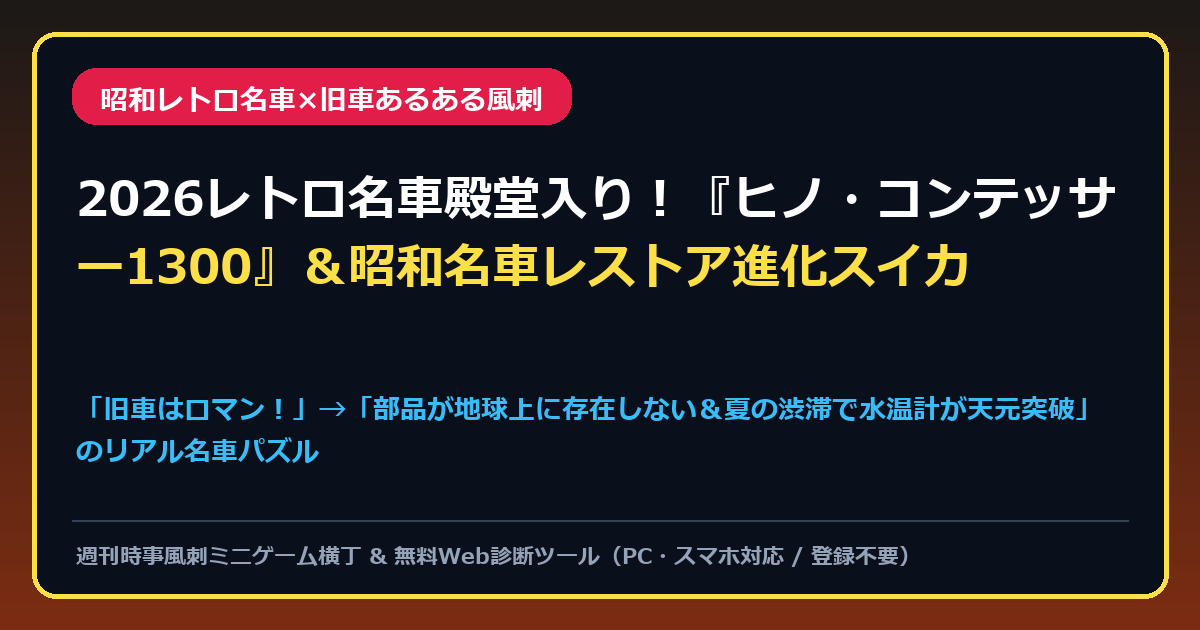 昭和レトロ名車×旧車あるある風刺
2026レトロ名車殿堂入り！『ヒノ・コンテッサ
ー1300』＆昭和名車レストア進化スイカ
「旧車はロマン！」→「部品が地球上に存在しない＆夏の渋滞で水温計が天元突破」
のリアル名車パズル
週刊時事風刺ミニゲーム横丁 & 無料Web診断ツール（PC・スマホ対応 / 登録不要）